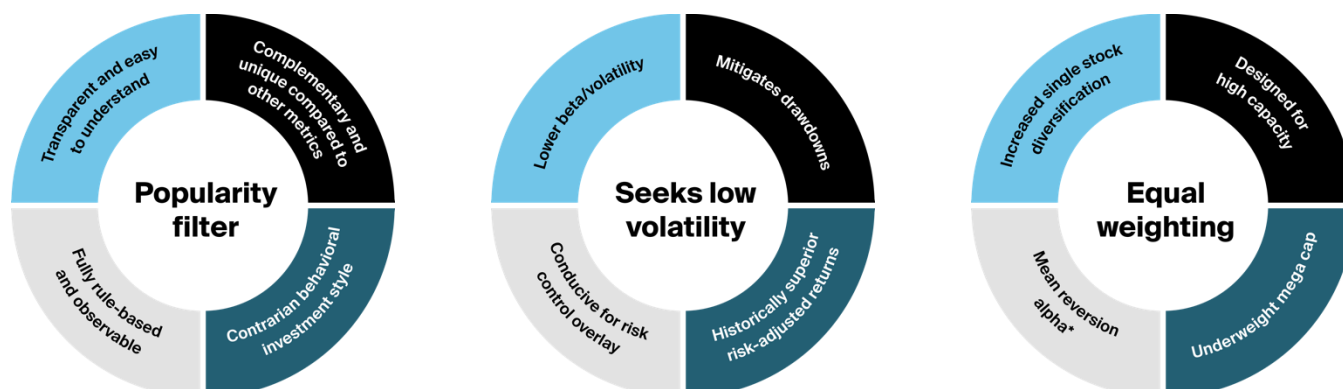 Transparent and easy
to understand
Complementary and
unique compared to
other metrics
Popularity
filter
Fully rule-based
and observable
Contrarian behavioral
investment style
Lower beta/volatility
Mitigates drawdowns
Seeks low
volatility
Conducive for risk
control overlay
Historically superior
risk-adjusted returns
Increased single stock
diversification
Designed for
high capacity
Equal
weighting
Mean reversion
alpha*
Underweight mega cap